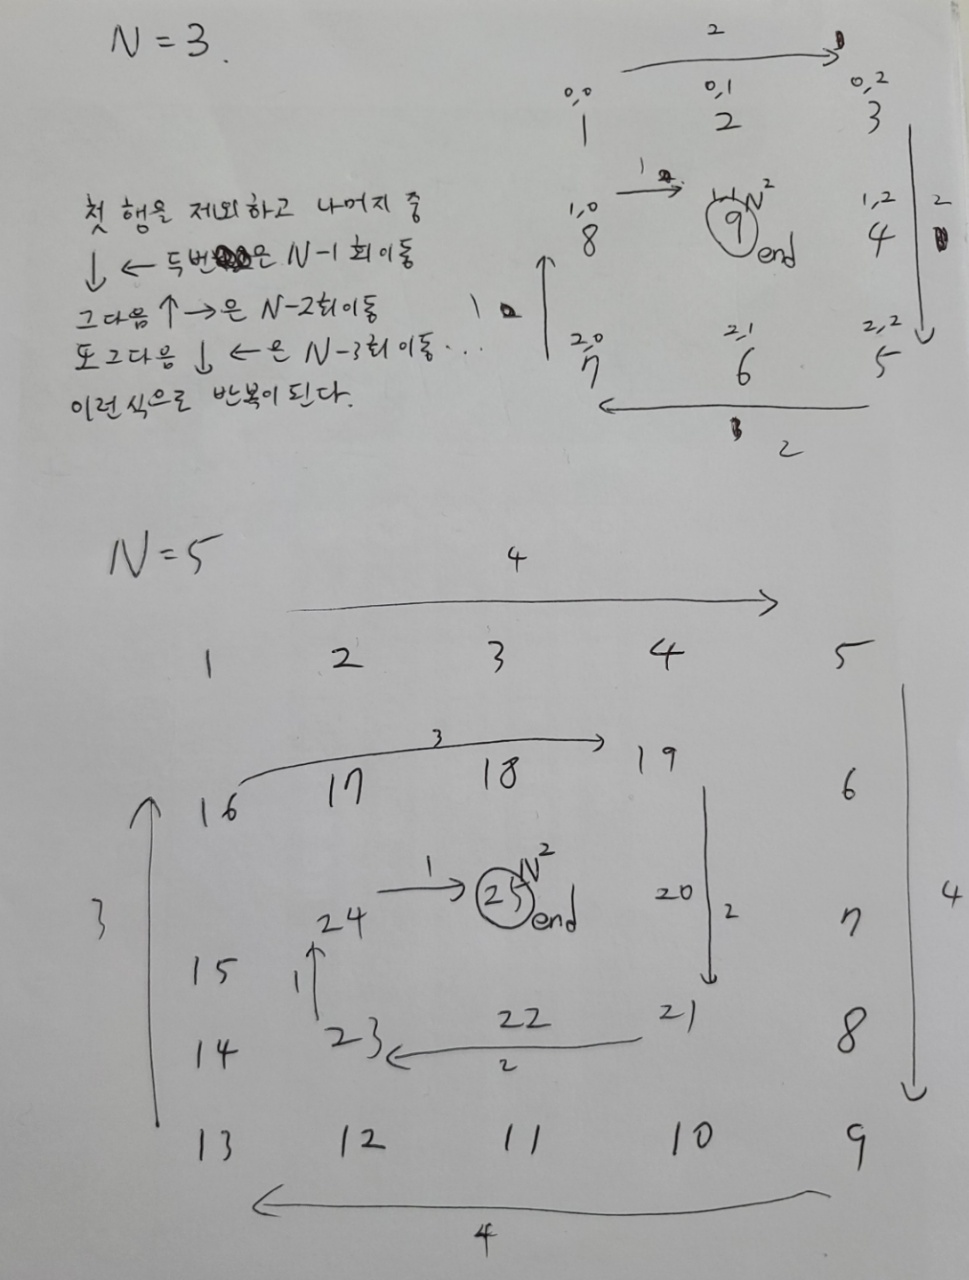 N = 3.
2
0,0 0,1 0,2
1 2 3
첫 행을 제외하고 나머지 중
↓ ← 두번은 N-1 회 이동
그다음 ↑ → 은 N-2회 이동
또 그다음 ↓ ← 은 N-3회 이동...
이런 식으로 반복이 된다.
1
1,0 1,1 N² 1,2 2
8 9 end 4
1
2,0 2,1 2,2
7 6 5
2
N = 5
4
1 2 3 4 5
3
16 17 18 19 6
1 N²
3 24 25 end 20 2 7 4
15 1
14 23 22 21 8
2
13 12 11 10 9
4